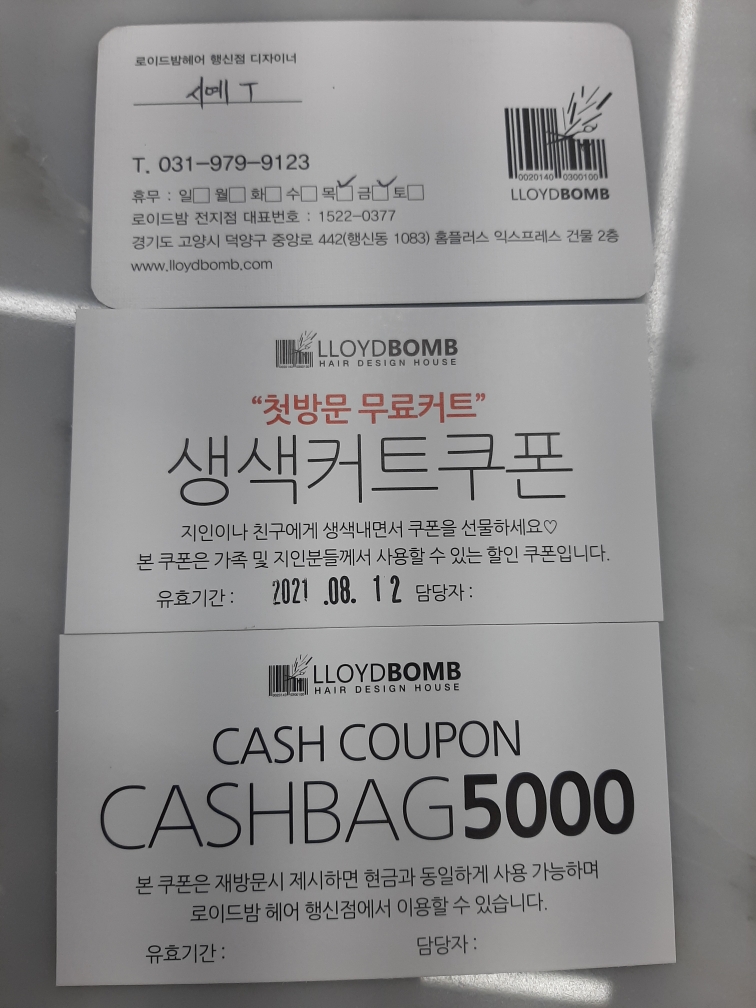 로이드밤헤어 행신점 디자이너
서예 T
T. 031-979-9123
휴무 : 일□ 월□ 화□ 수□ 목☑ 금☑ 토□
로이드밤 전지점 대표번호 : 1522-0377
경기도 고양시 덕양구 중앙로 442(행신동 1083) 홈플러스 익스프레스 건물 2층
www.lloydbomb.com
0020140 0300100
LLOYDBOMB
LLOYDBOMB
HAIR DESIGN HOUSE
“첫방문 무료커트”
생색커트쿠폰
지인이나 친구에게 생색내면서 쿠폰을 선물하세요♡
본 쿠폰은 가족 및 지인분들께서 사용할 수 있는 할인 쿠폰입니다.
유효기간 : 2021 .08. 12 담당자 :
LLOYDBOMB
HAIR DESIGN HOUSE
CASH COUPON
CASHBAG5000
본 쿠폰은 재방문시 제시하면 현금과 동일하게 사용 가능하며
로이드밤 헤어 행신점에서 이용할 수 있습니다.
유효기간 : 담당자 :